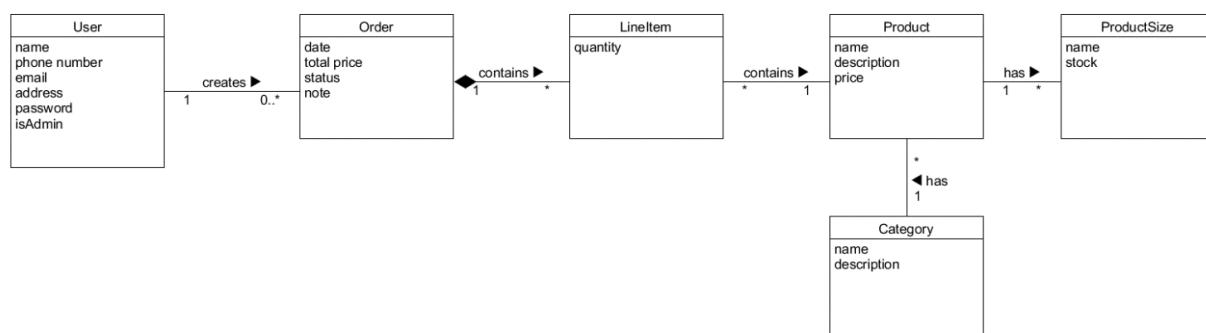 User
name
phone number
email
address
password
isAdmin
creates ▶
1
0..*
Order
date
total price
status
note
contains ▶
1
*
LineItem
quantity
contains ▶
*
1
Product
name
description
price
has ▶
1
*
ProductSize
name
stock
*
◀ has
1
Category
name
description